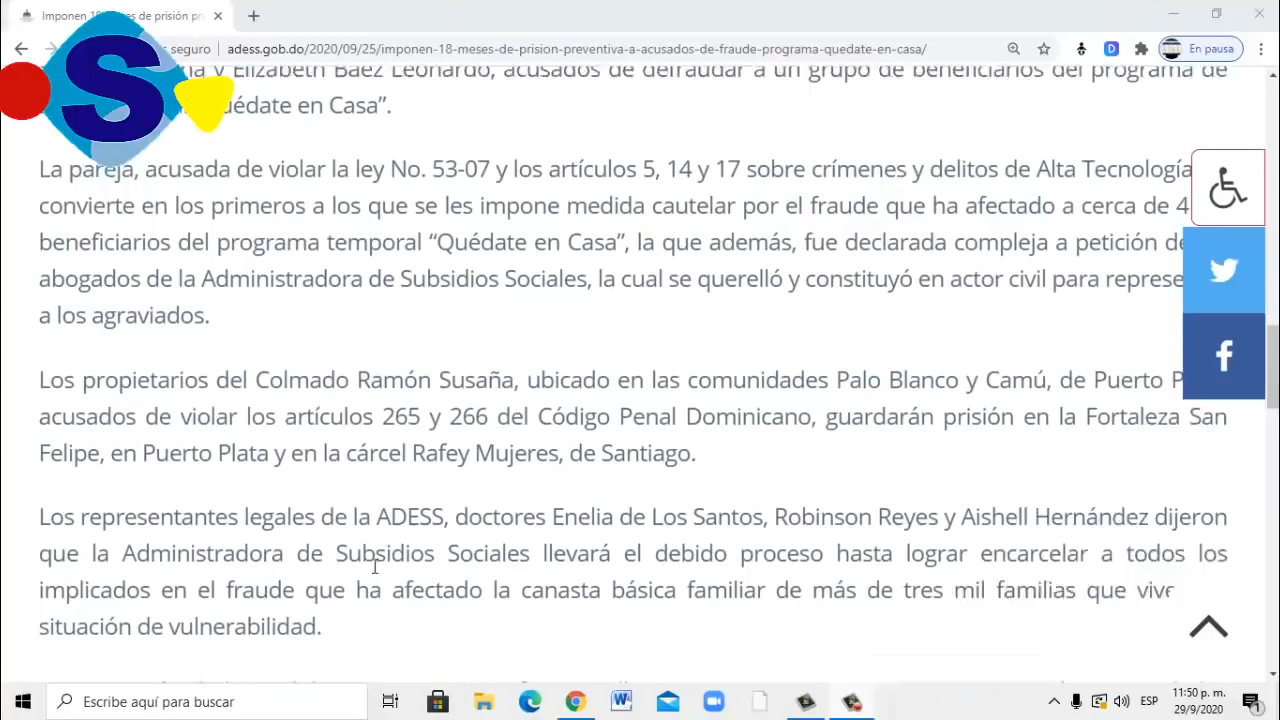 Imponen 18 meses de prisión pr
seguro
adess.gob.do/2020/09/25/imponen-18-meses-de-prision-preventiva-a-acusados-de-fraude-programa-quedate-en-casa/
En pausa
y Elizabeth Báez Leonardo, acusados de defraudar a un grupo de beneficiarios del programa de
S
uédate en Casa”.
La pareja, acusada de violar la ley No. 53-07 y los artículos 5, 14 y 17 sobre crímenes y delitos de Alta Tecnología
convierte en los primeros a los que se les impone medida cautelar por el fraude que ha afectado a cerca de 4
beneficiarios del programa temporal “Quédate en Casa”, la que además, fue declarada compleja a petición de
abogados de la Administradora de Subsidios Sociales, la cual se querelló y constituyó en actor civil para represe
a los agraviados.
Los propietarios del Colmado Ramón Susaña, ubicado en las comunidades Palo Blanco y Camú, de Puerto P
acusados de violar los artículos 265 y 266 del Código Penal Dominicano, guardarán prisión en la Fortaleza San
Felipe, en Puerto Plata y en la cárcel Rafey Mujeres, de Santiago.
Los representantes legales de la ADESS, doctores Enelia de Los Santos, Robinson Reyes y Aishell Hernández dijeron
que la Administradora de Subsidios Sociales llevará el debido proceso hasta lograr encarcelar a todos los
implicados en el fraude que ha afectado la canasta básica familiar de más de tres mil familias que vive
situación de vulnerabilidad.
Escribe aquí para buscar
ESP
11:50 p. m.
29/9/2020